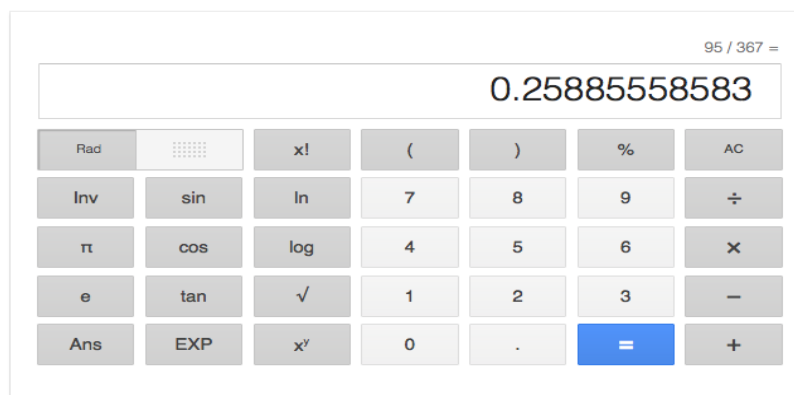 95 / 367 =
0.25885558583
Rad x! ( ) % AC
Inv sin ln 7 8 9 ÷
π cos log 4 5 6 ×
e tan √ 1 2 3 −
Ans EXP xʸ 0 . = +